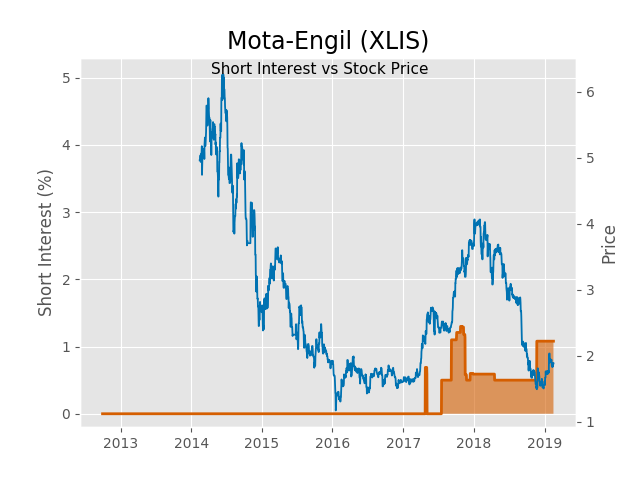 Mota-Engil (XLIS)
Short Interest vs Stock Price
Short Interest (%)
5
4
3
2
1
0
6
5
4
3
2
1
Price
2013 2014 2015 2016 2017 2018 2019